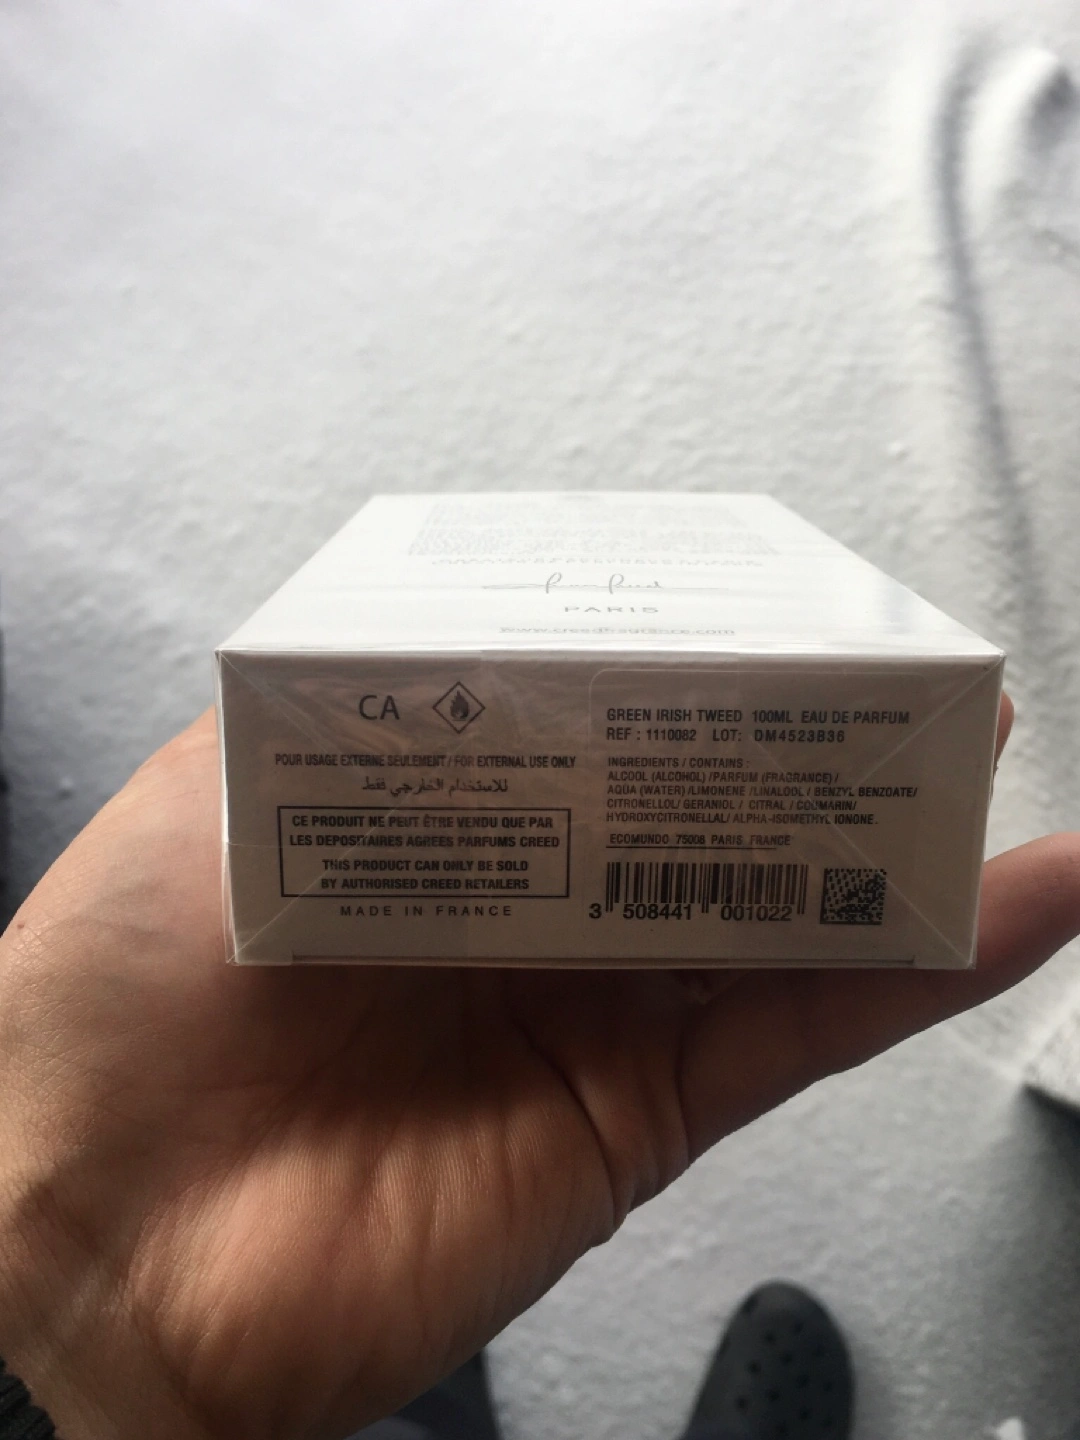 PARIS
www.creedfragrance.com
CA
POUR USAGE EXTERNE SEULEMENT / FOR EXTERNAL USE ONLY
للاستخدام الخارجي فقط
CE PRODUIT NE PEUT ÊTRE VENDU QUE PAR
LES DEPOSITAIRES AGREES PARFUMS CREED
THIS PRODUCT CAN ONLY BE SOLD
BY AUTHORISED CREED RETAILERS
MADE IN FRANCE
GREEN IRISH TWEED 100ML EAU DE PARFUM
REF : 1110082 LOT: DM4523B36
INGREDIENTS / CONTAINS :
ALCOOL (ALCOHOL) /PARFUM (FRAGRANCE) /
AQUA (WATER) /LIMONENE /LINALOOL / BENZYL BENZOATE/
CITRONELLOL/ GERANIOL / CITRAL / COUMARIN/
HYDROXYCITRONELLAL/ ALPHA-ISOMETHYL IONONE.
ECOMUNDO 75008 PARIS FRANCE
3 508441 001022